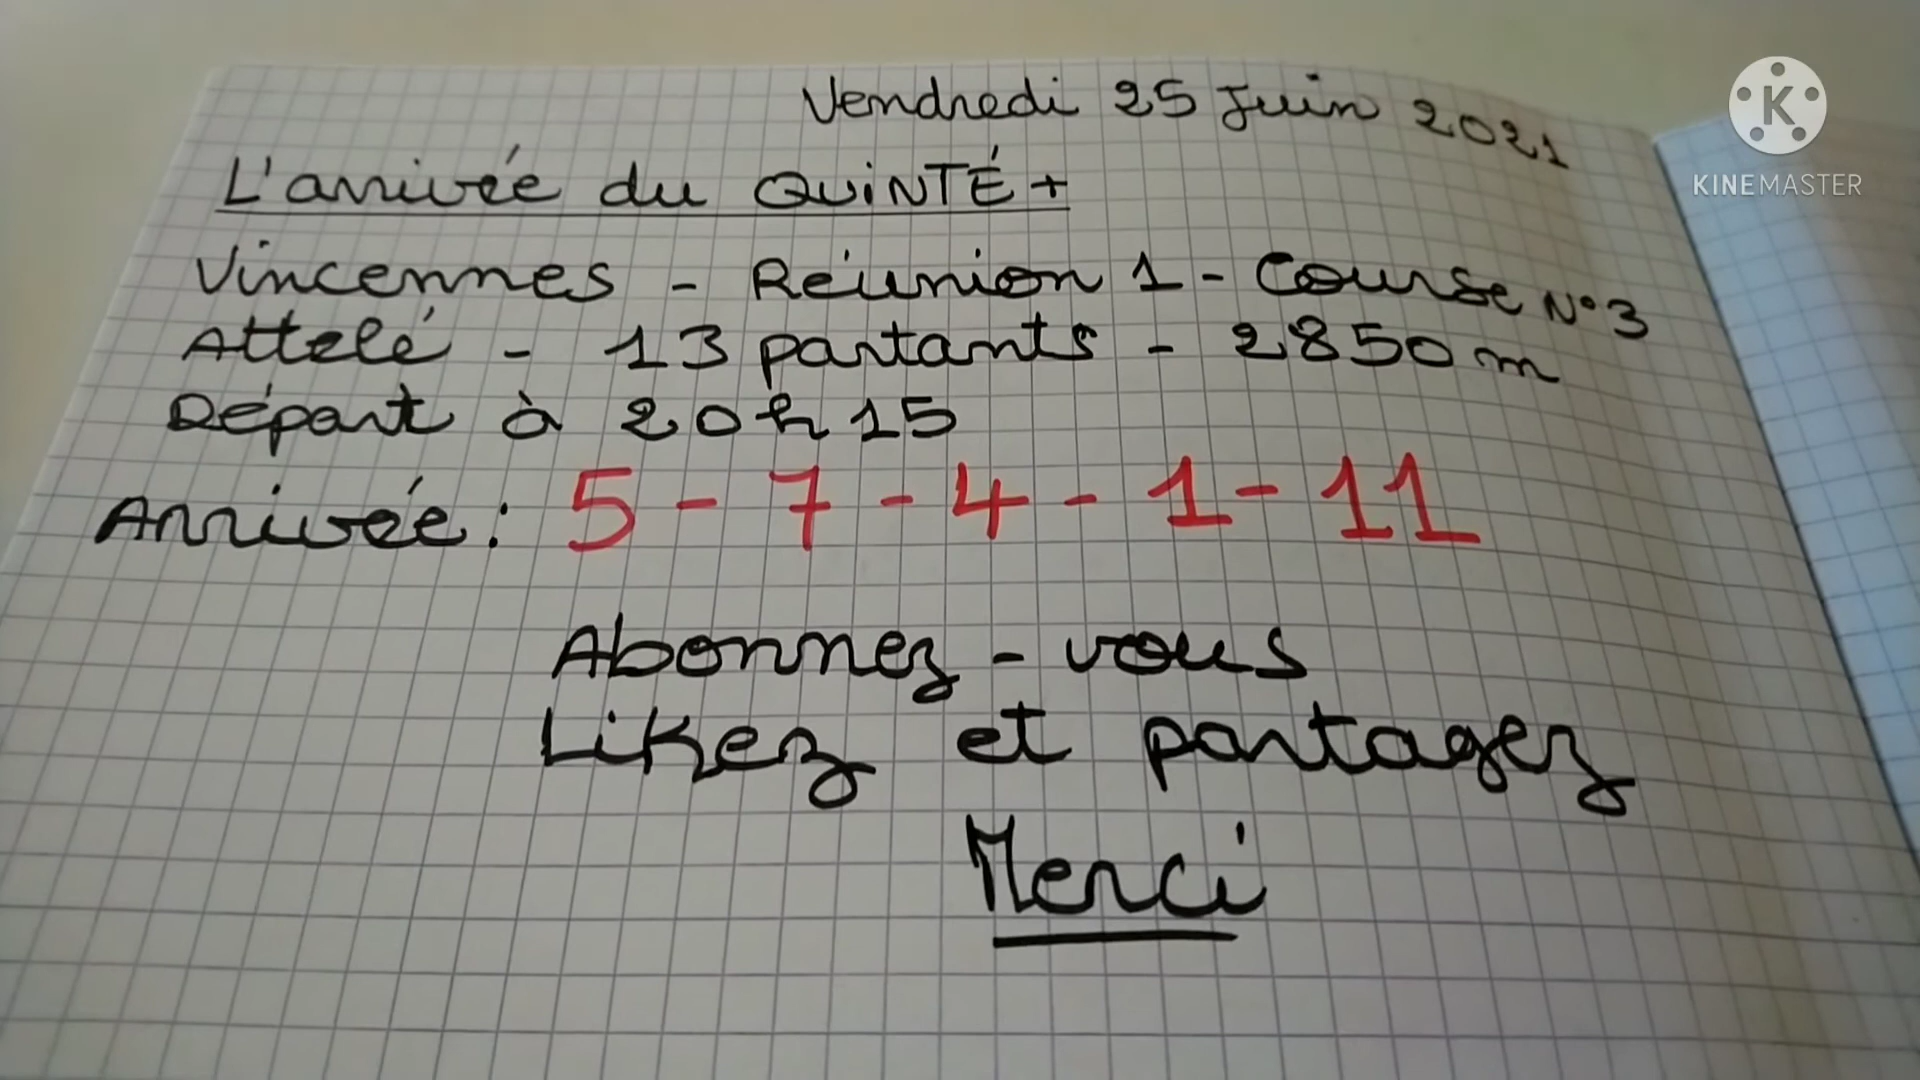 Vendredi 25 Juin 2021
L'arrivée du QUINTÉ+
Vincennes - Réunion 1 - Course N°3
Attelé - 13 partants - 2850 m
Départ à 20h15
Arrivée : 5 - 7 - 4 - 1 - 11
Abonnez-vous
Likez et partagez
Merci
K
KINEMASTER